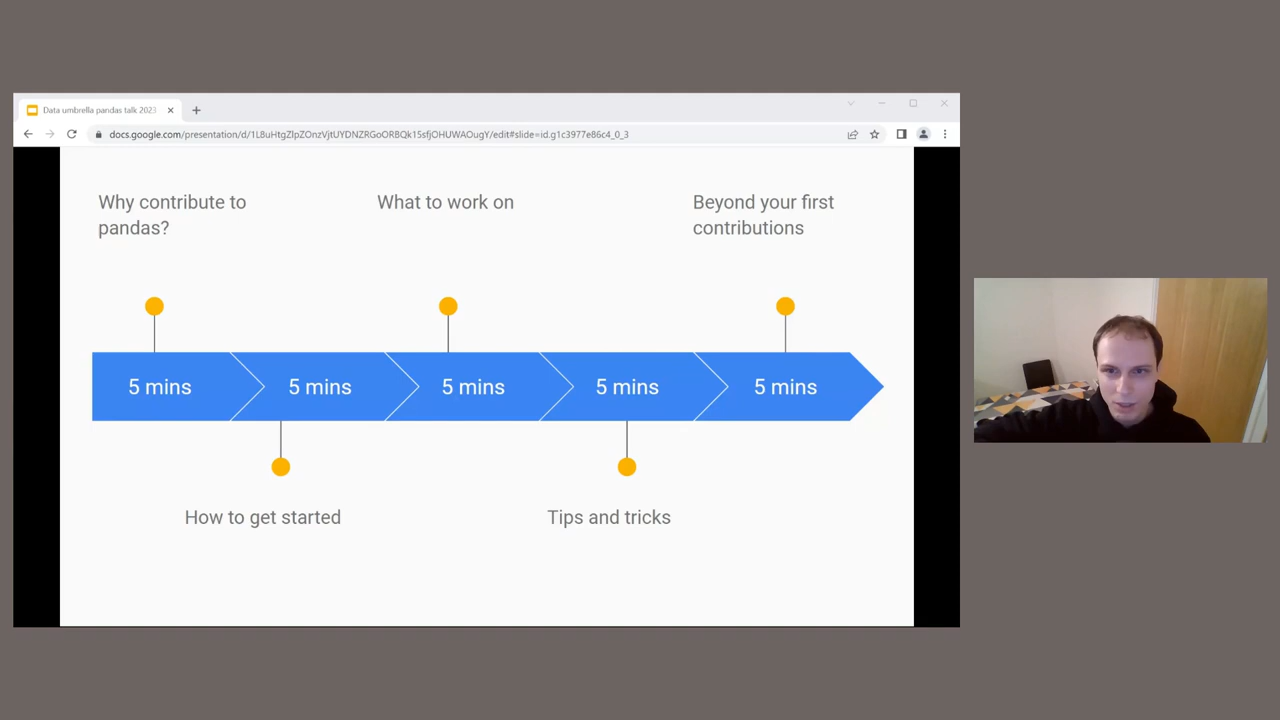 Data umbrella pandas talk 2023
docs.google.com/presentation/d/1L8uHtgZlpZOnzVjtUYDNZRGoORBQk15sfjOHUWAOugY/edit#slide=id.g1c3977e86c4_0_3
Why contribute to
pandas?
What to work on
Beyond your first
contributions
5 mins
5 mins
5 mins
5 mins
5 mins
How to get started
Tips and tricks